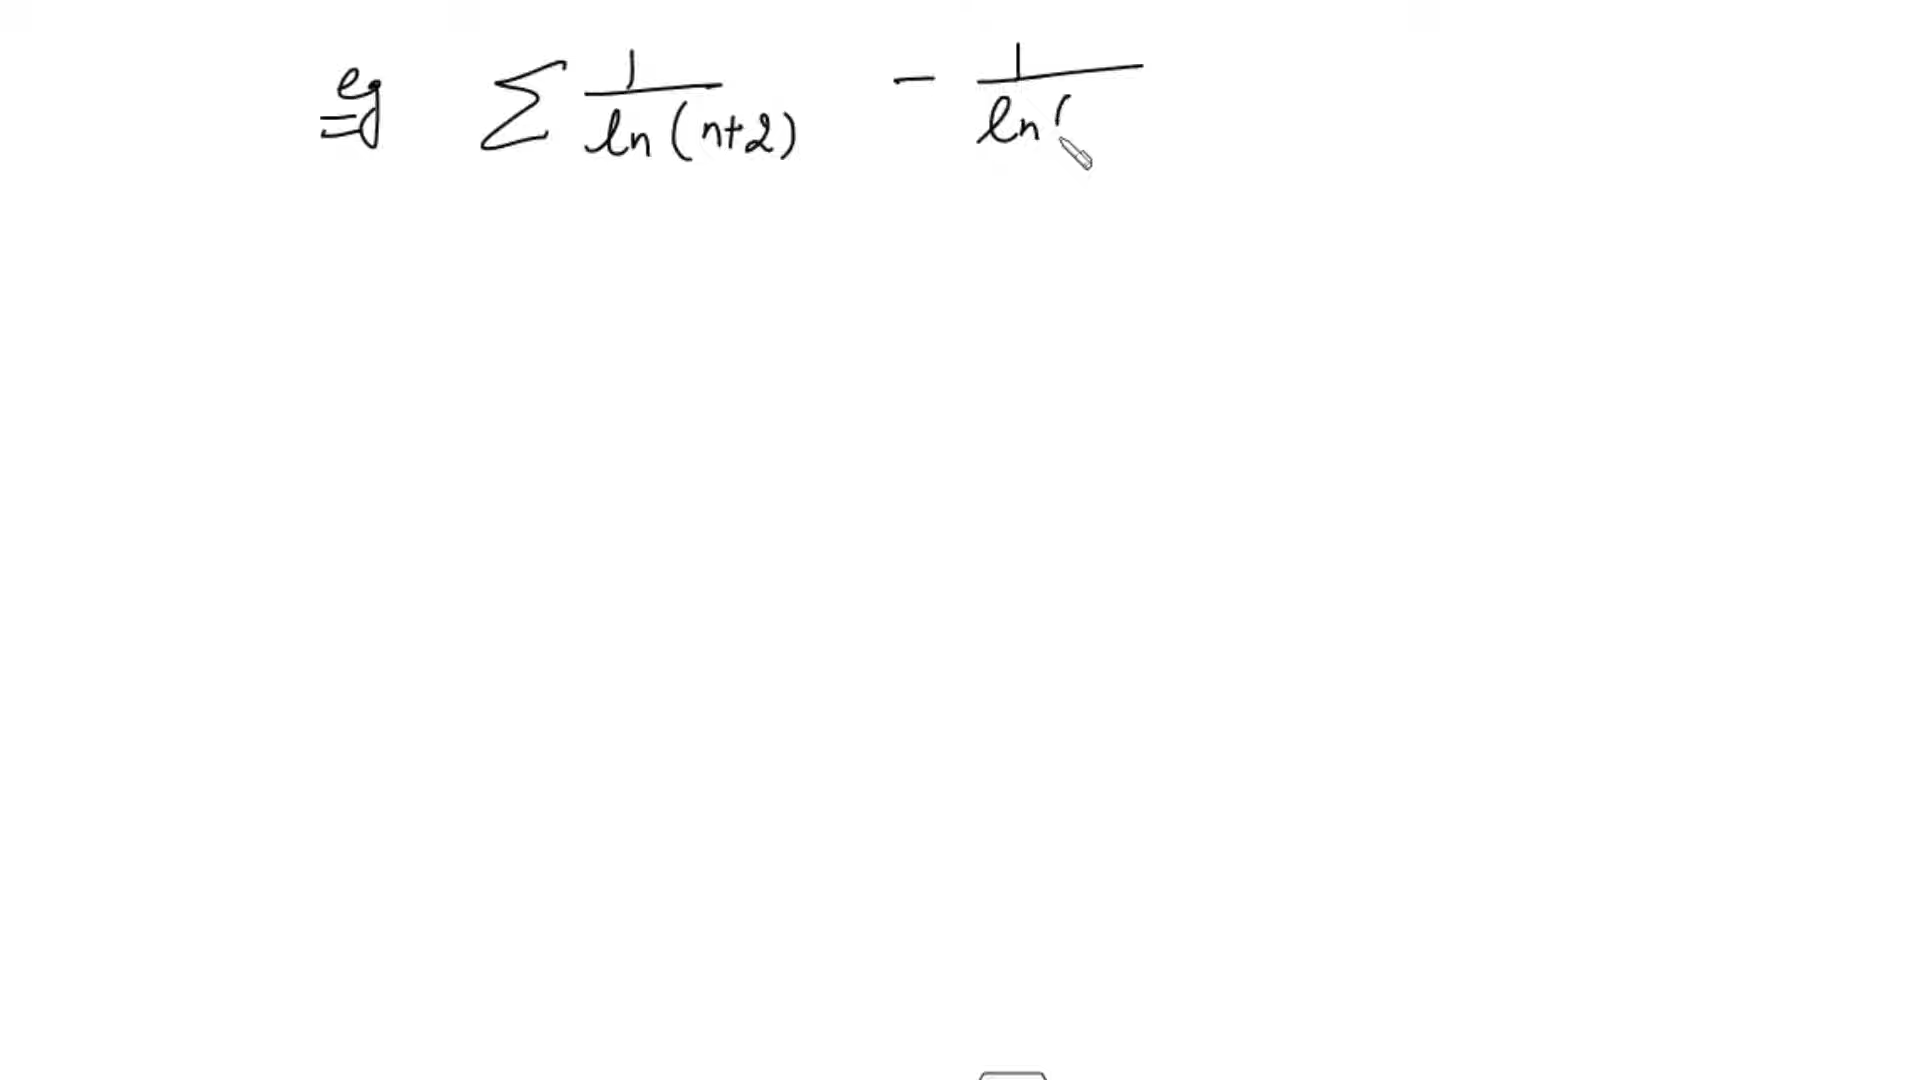 eg ∑ 1/ln(n+2) - 1/ln(